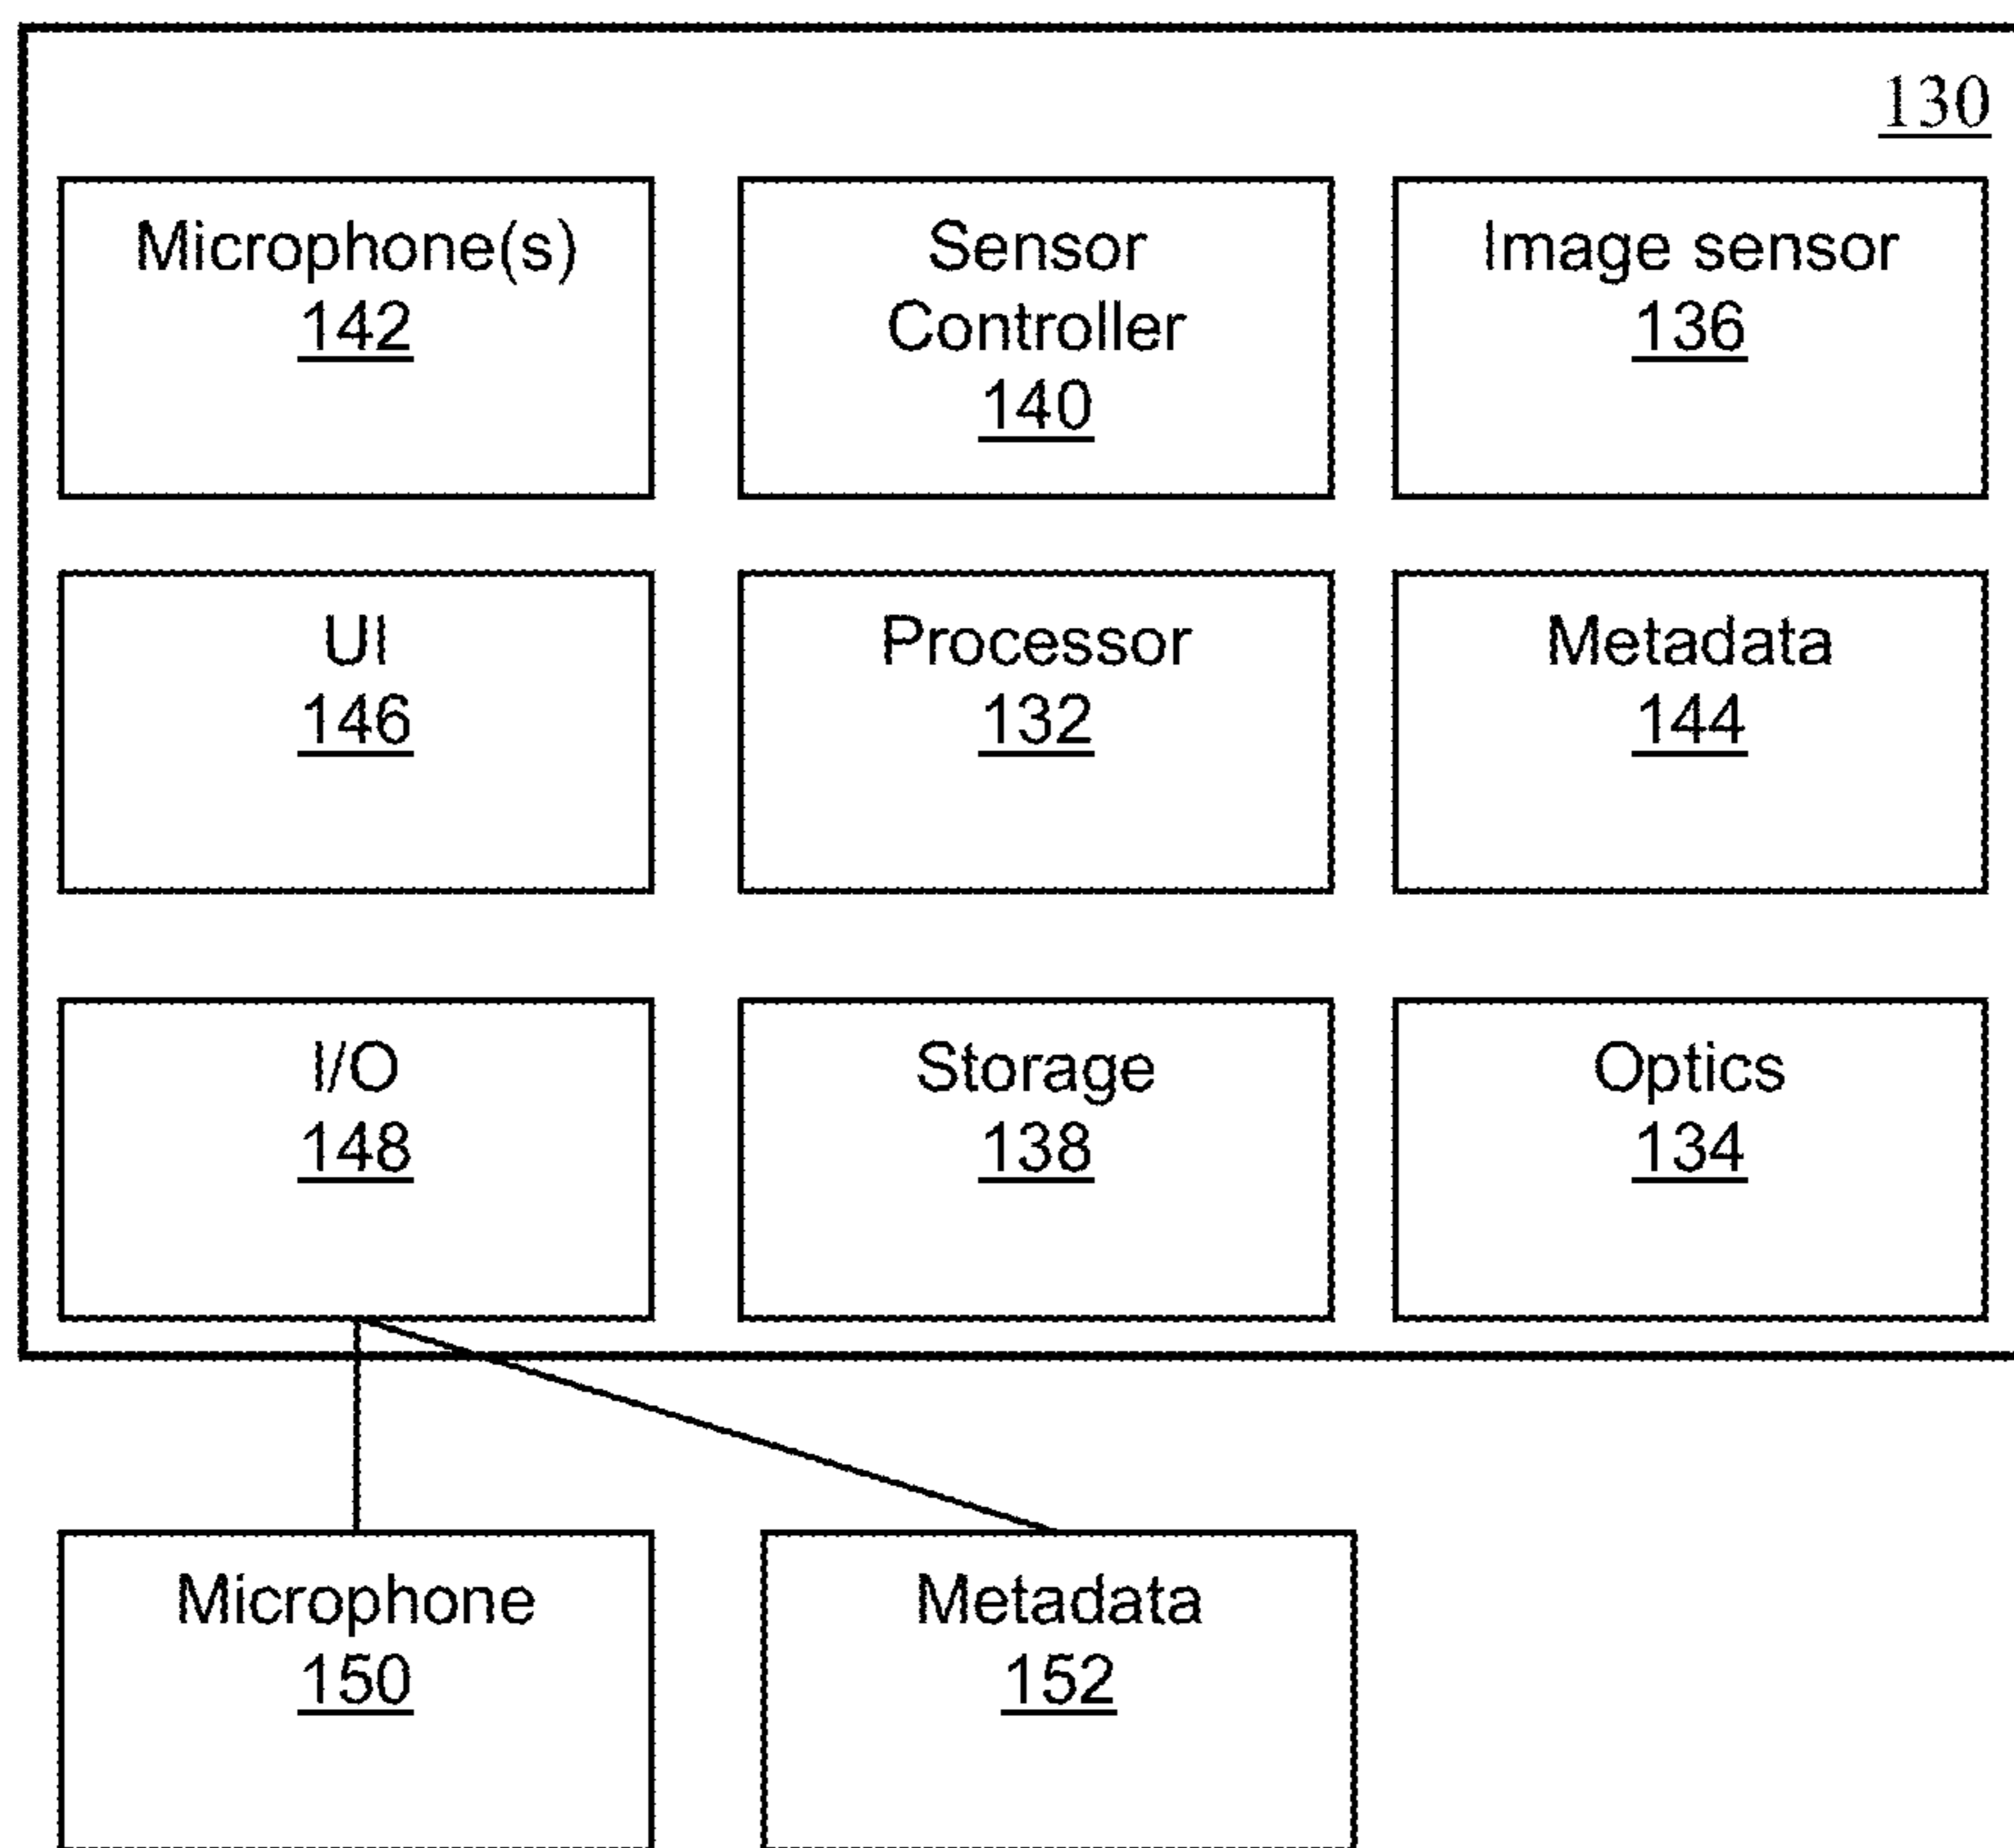 130
Microphone(s)
142
Sensor
Controller
140
Image sensor
136
UI
146
Processor
132
Metadata
144
I/O
148
Storage
138
Optics
134
Microphone
150
Metadata
152